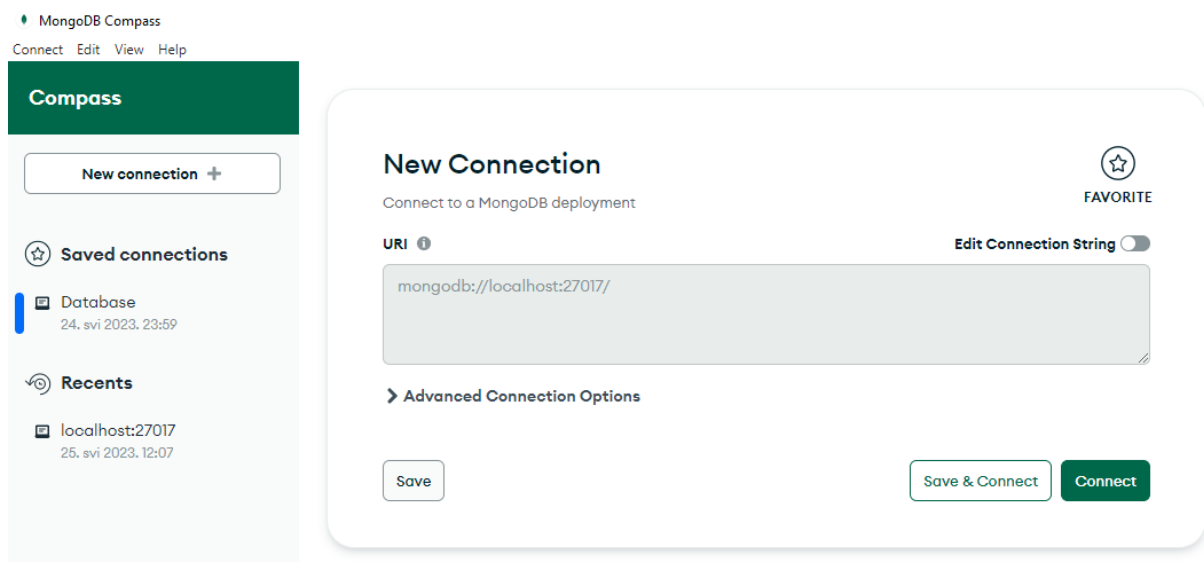 MongoDB Compass
Connect Edit View Help
Compass
New connection
Saved connections
Database
24. svi 2023. 23:59
Recents
localhost:27017
25. svi 2023. 12:07
New Connection
Connect to a MongoDB deployment
FAVORITE
URI
Edit Connection String
mongodb://localhost:27017/
Advanced Connection Options
Save
Save & Connect
Connect